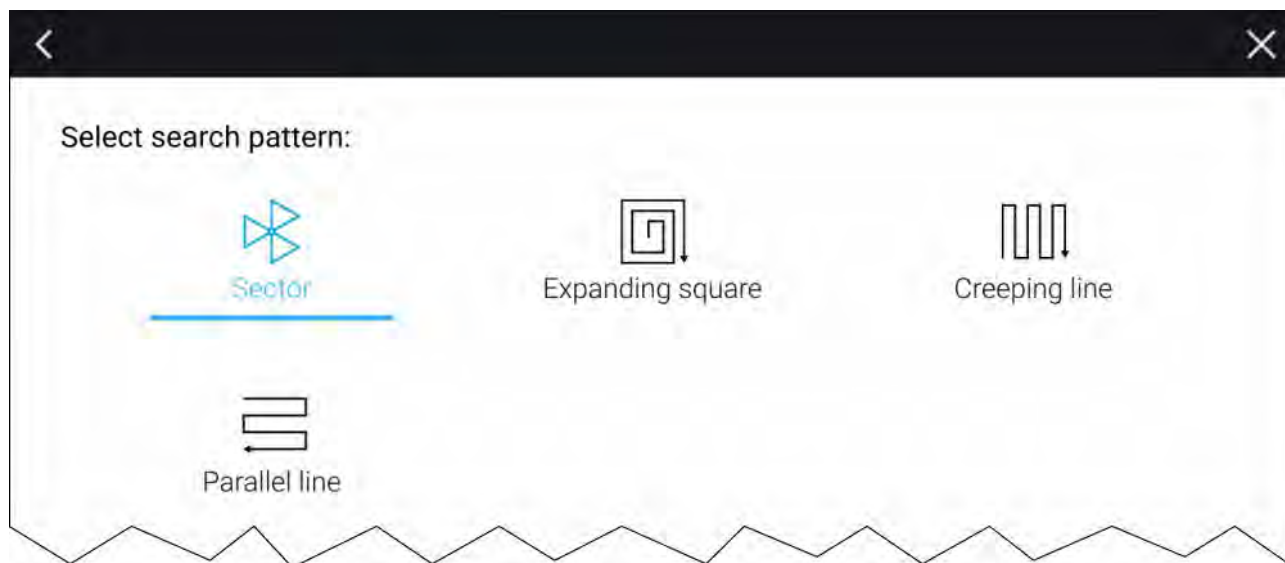 Select search pattern:
Sector
Expanding square
Creeping line
Parallel line